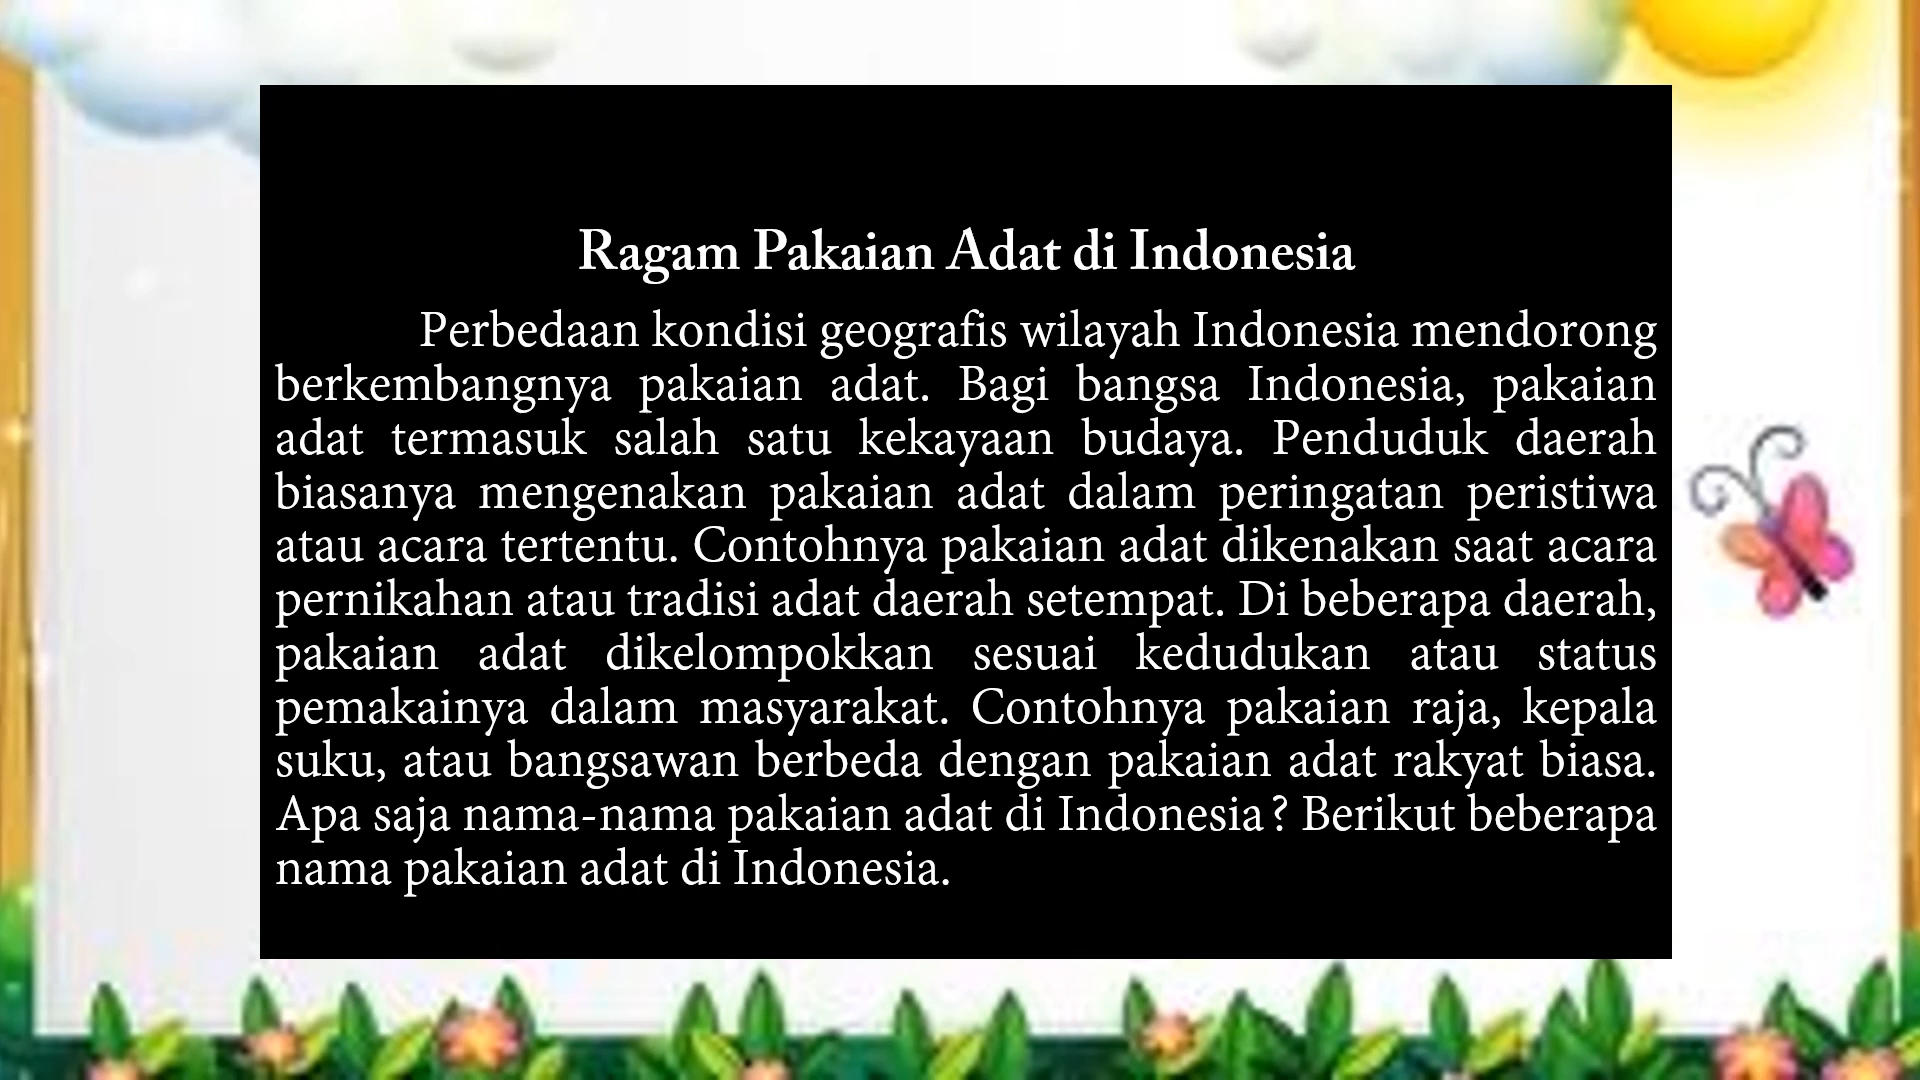 Ragam Pakaian Adat di Indonesia
Perbedaan kondisi geografis wilayah Indonesia mendorong
berkembangnya pakaian adat. Bagi bangsa Indonesia, pakaian
adat termasuk salah satu kekayaan budaya. Penduduk daerah
biasanya mengenakan pakaian adat dalam peringatan peristiwa
atau acara tertentu. Contohnya pakaian adat dikenakan saat acara
pernikahan atau tradisi adat daerah setempat. Di beberapa daerah,
pakaian adat dikelompokkan sesuai kedudukan atau status
pemakainya dalam masyarakat. Contohnya pakaian raja, kepala
suku, atau bangsawan berbeda dengan pakaian adat rakyat biasa.
Apa saja nama-nama pakaian adat di Indonesia? Berikut beberapa
nama pakaian adat di Indonesia.